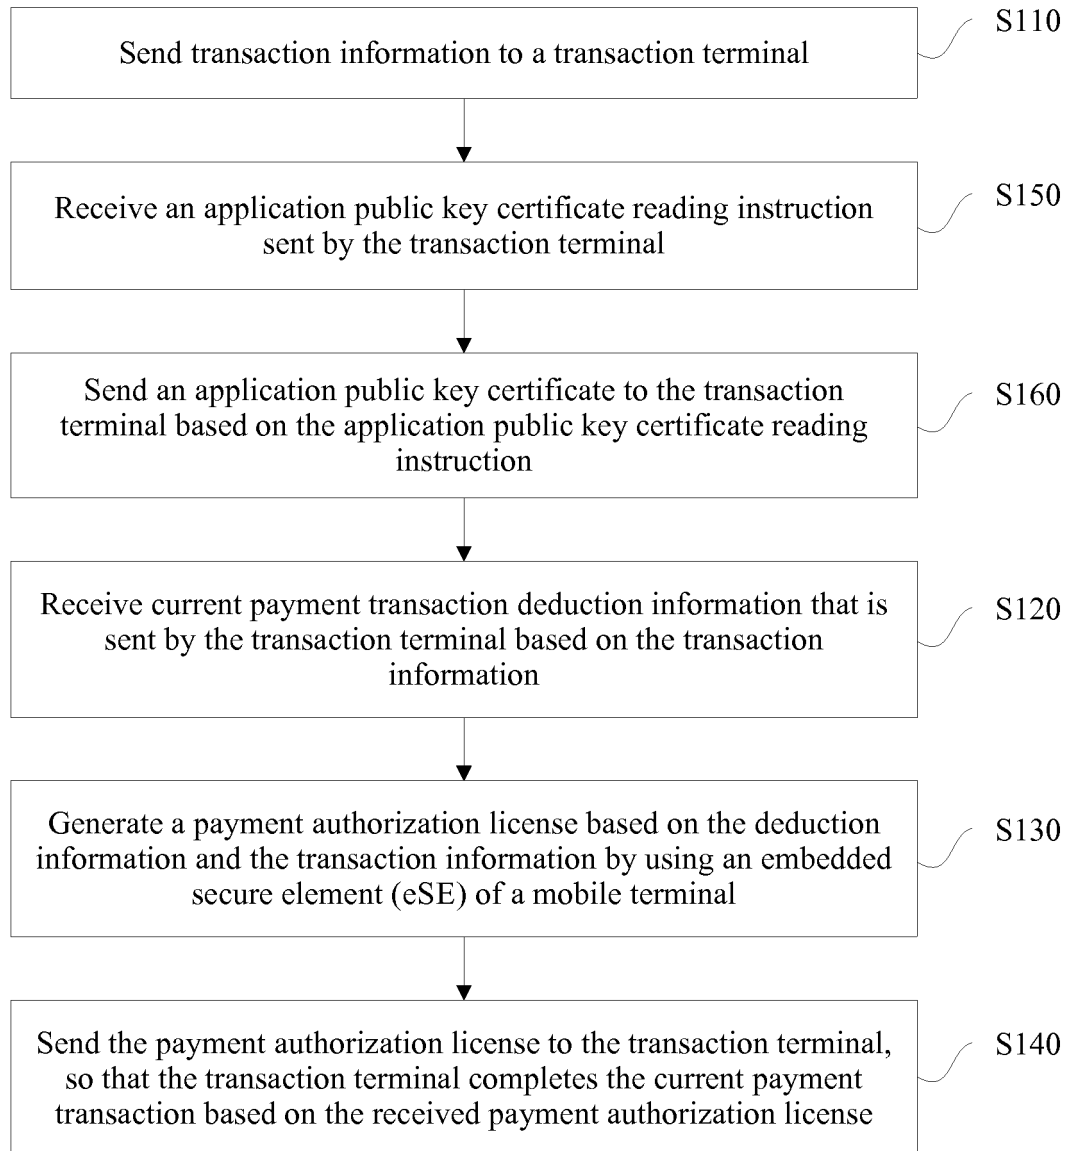 Send transaction information to a transaction terminal
S110
Receive an application public key certificate reading instruction
sent by the transaction terminal
S150
Send an application public key certificate to the transaction
terminal based on the application public key certificate reading
instruction
S160
Receive current payment transaction deduction information that is
sent by the transaction terminal based on the transaction
information
S120
Generate a payment authorization license based on the deduction
information and the transaction information by using an embedded
secure element (eSE) of a mobile terminal
S130
Send the payment authorization license to the transaction terminal,
so that the transaction terminal completes the current payment
transaction based on the received payment authorization license
S140